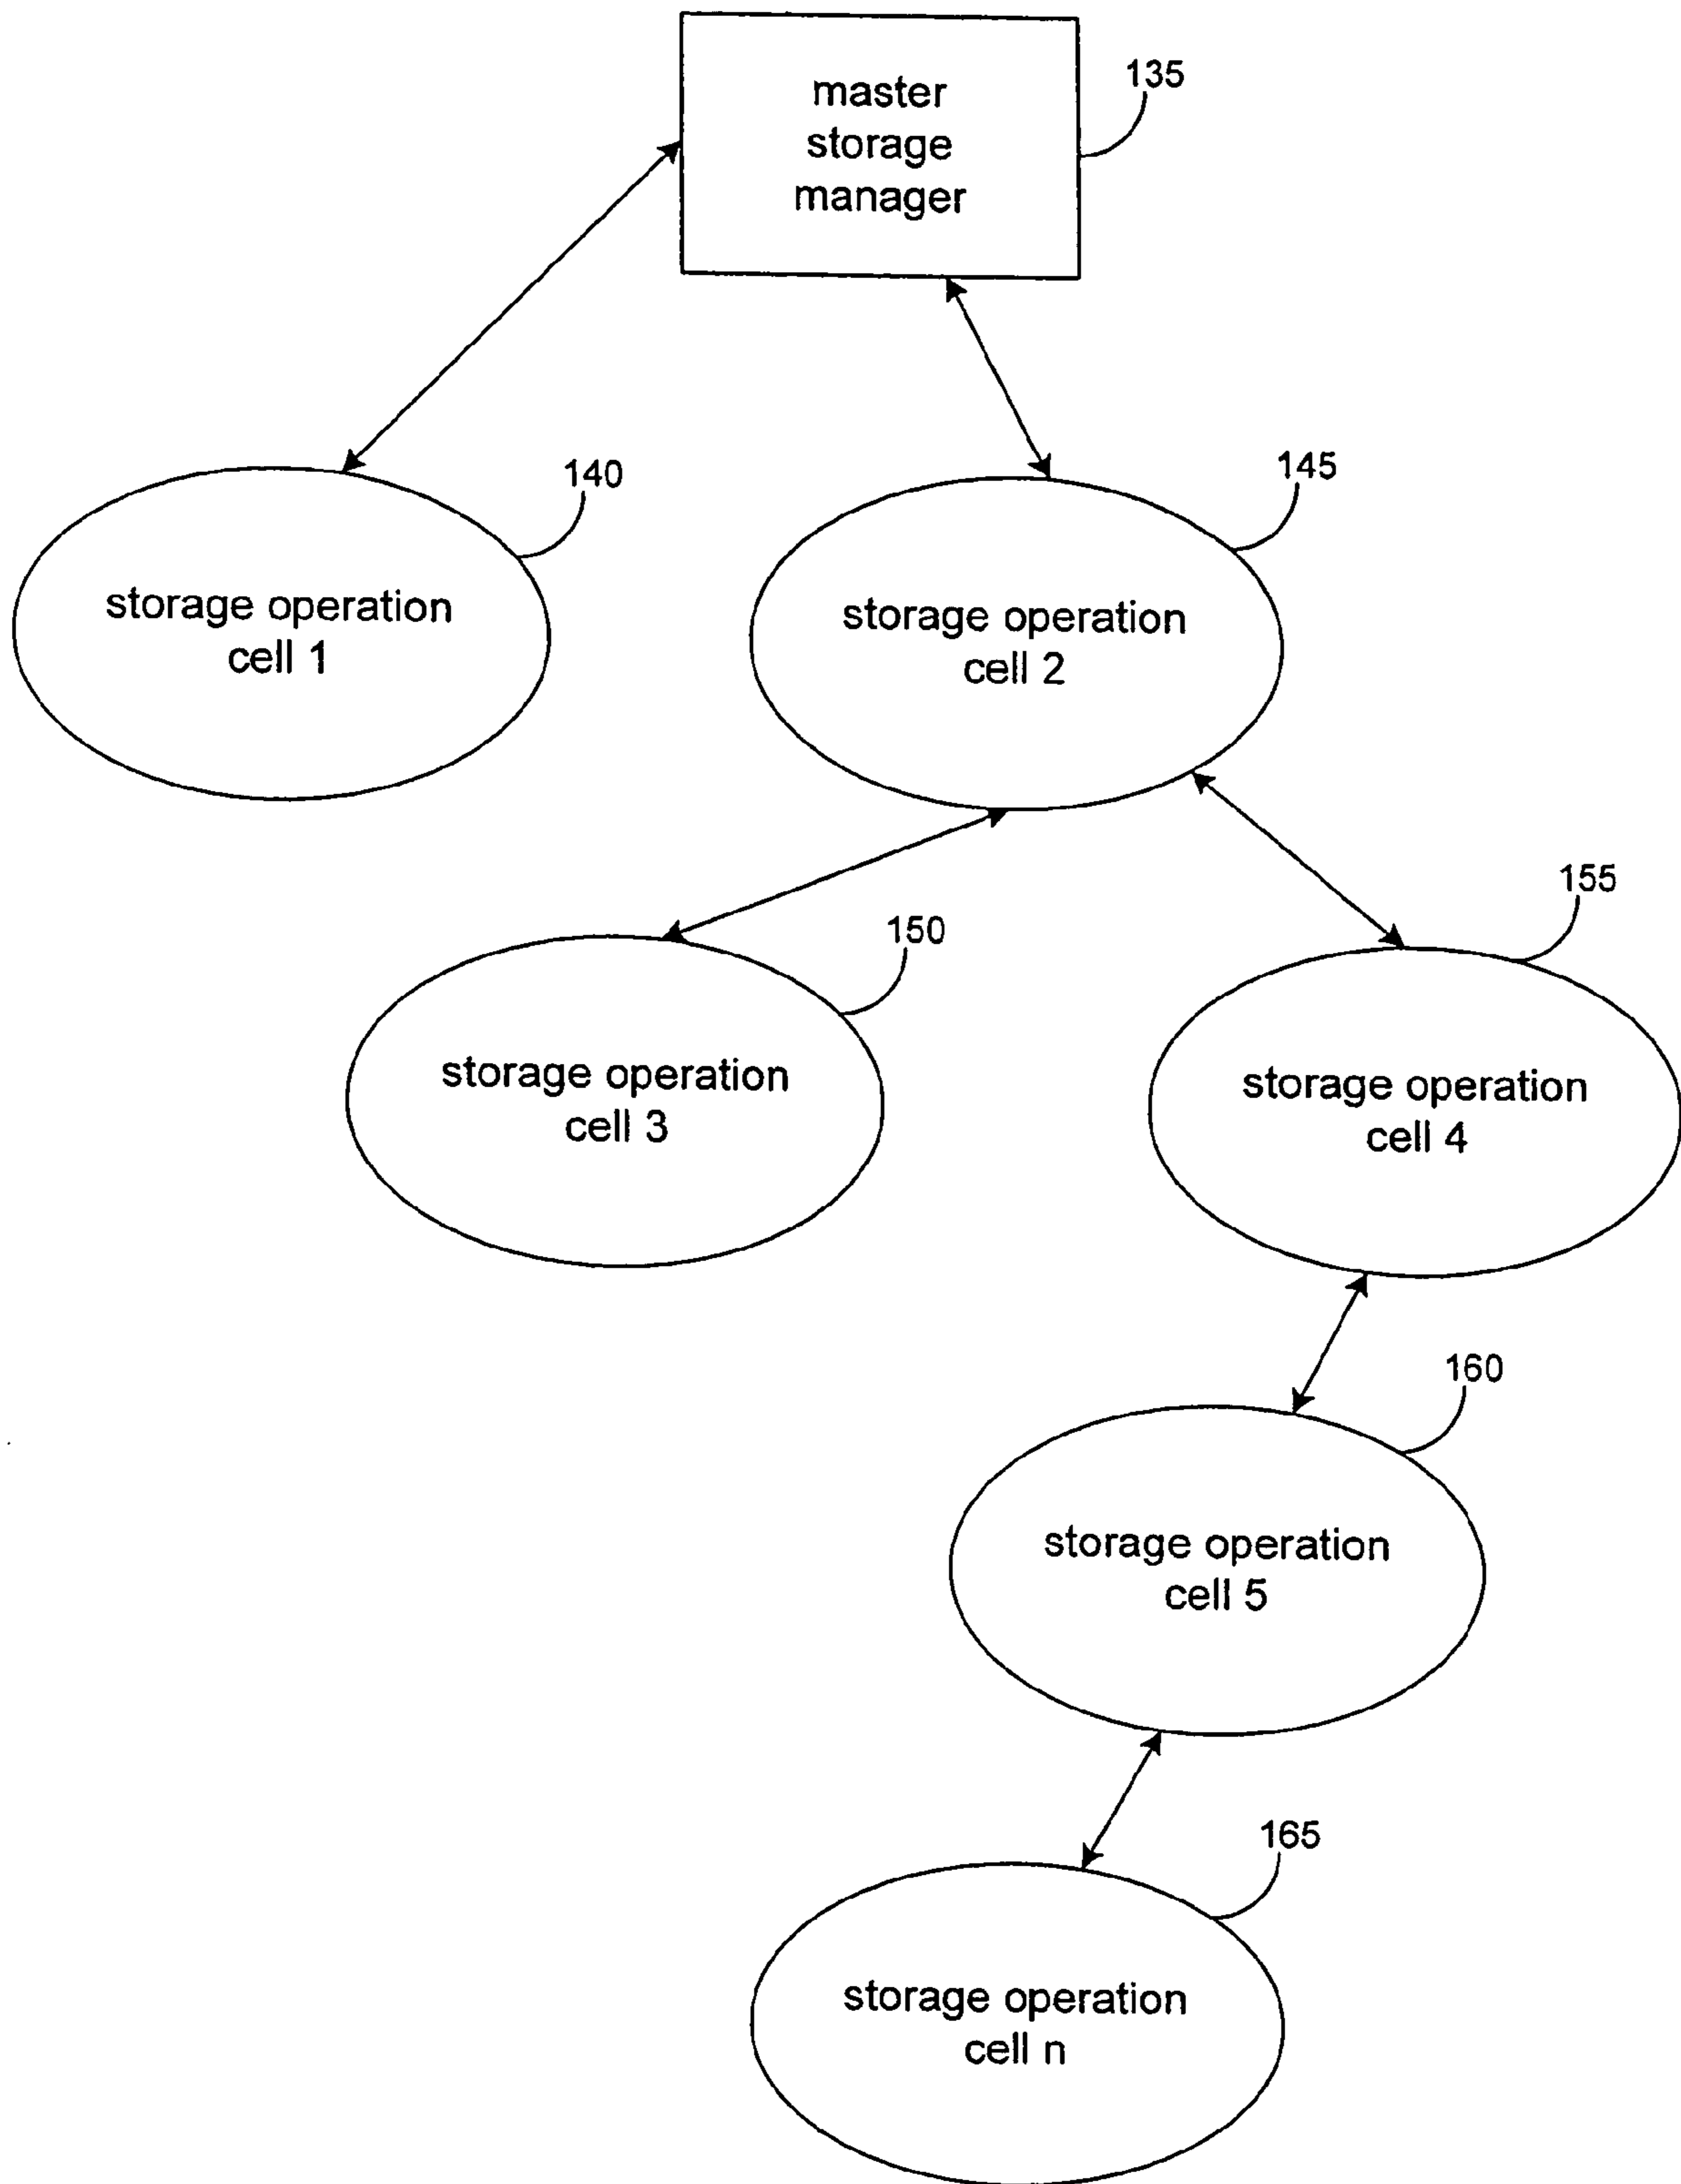 master
storage
manager
135
storage operation
cell 1
140
storage operation
cell 2
145
storage operation
cell 3
150
storage operation
cell 4
155
storage operation
cell 5
160
storage operation
cell n
165